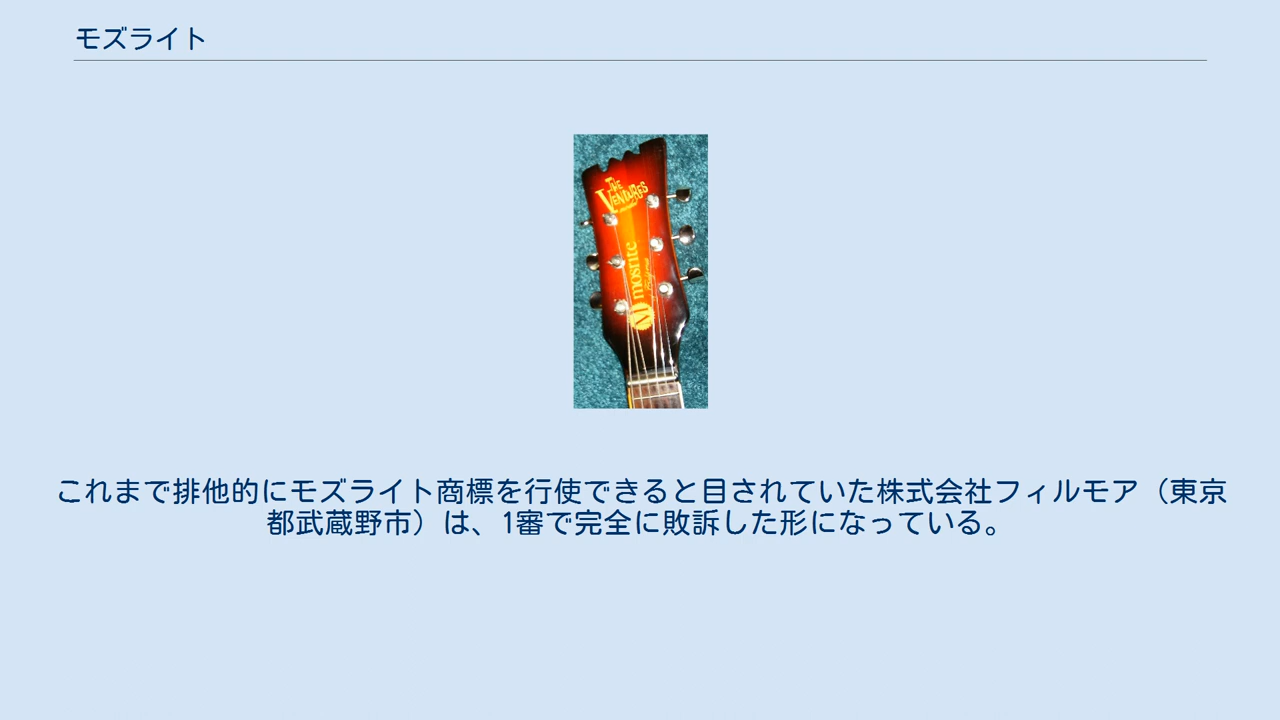 モズライト
THE
VENTURES
mosrite
M
これまで排他的にモズライト商標を行使できると目されていた株式会社フィルモア（東京
都武蔵野市）は、1審で完全に敗訴した形になっている。